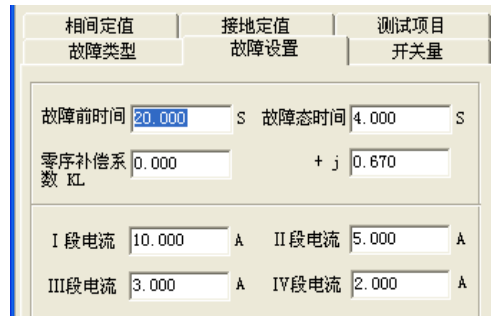 相间定值 接地定值 测试项目
故障类型 故障设置 开关量
故障前时间 20.000 S 故障态时间 4.000 S
零序补偿系 0.000 + j 0.670
数 KL
I 段电流 10.000 A II段电流 5.000 A
III段电流 3.000 A IV段电流 2.000 A